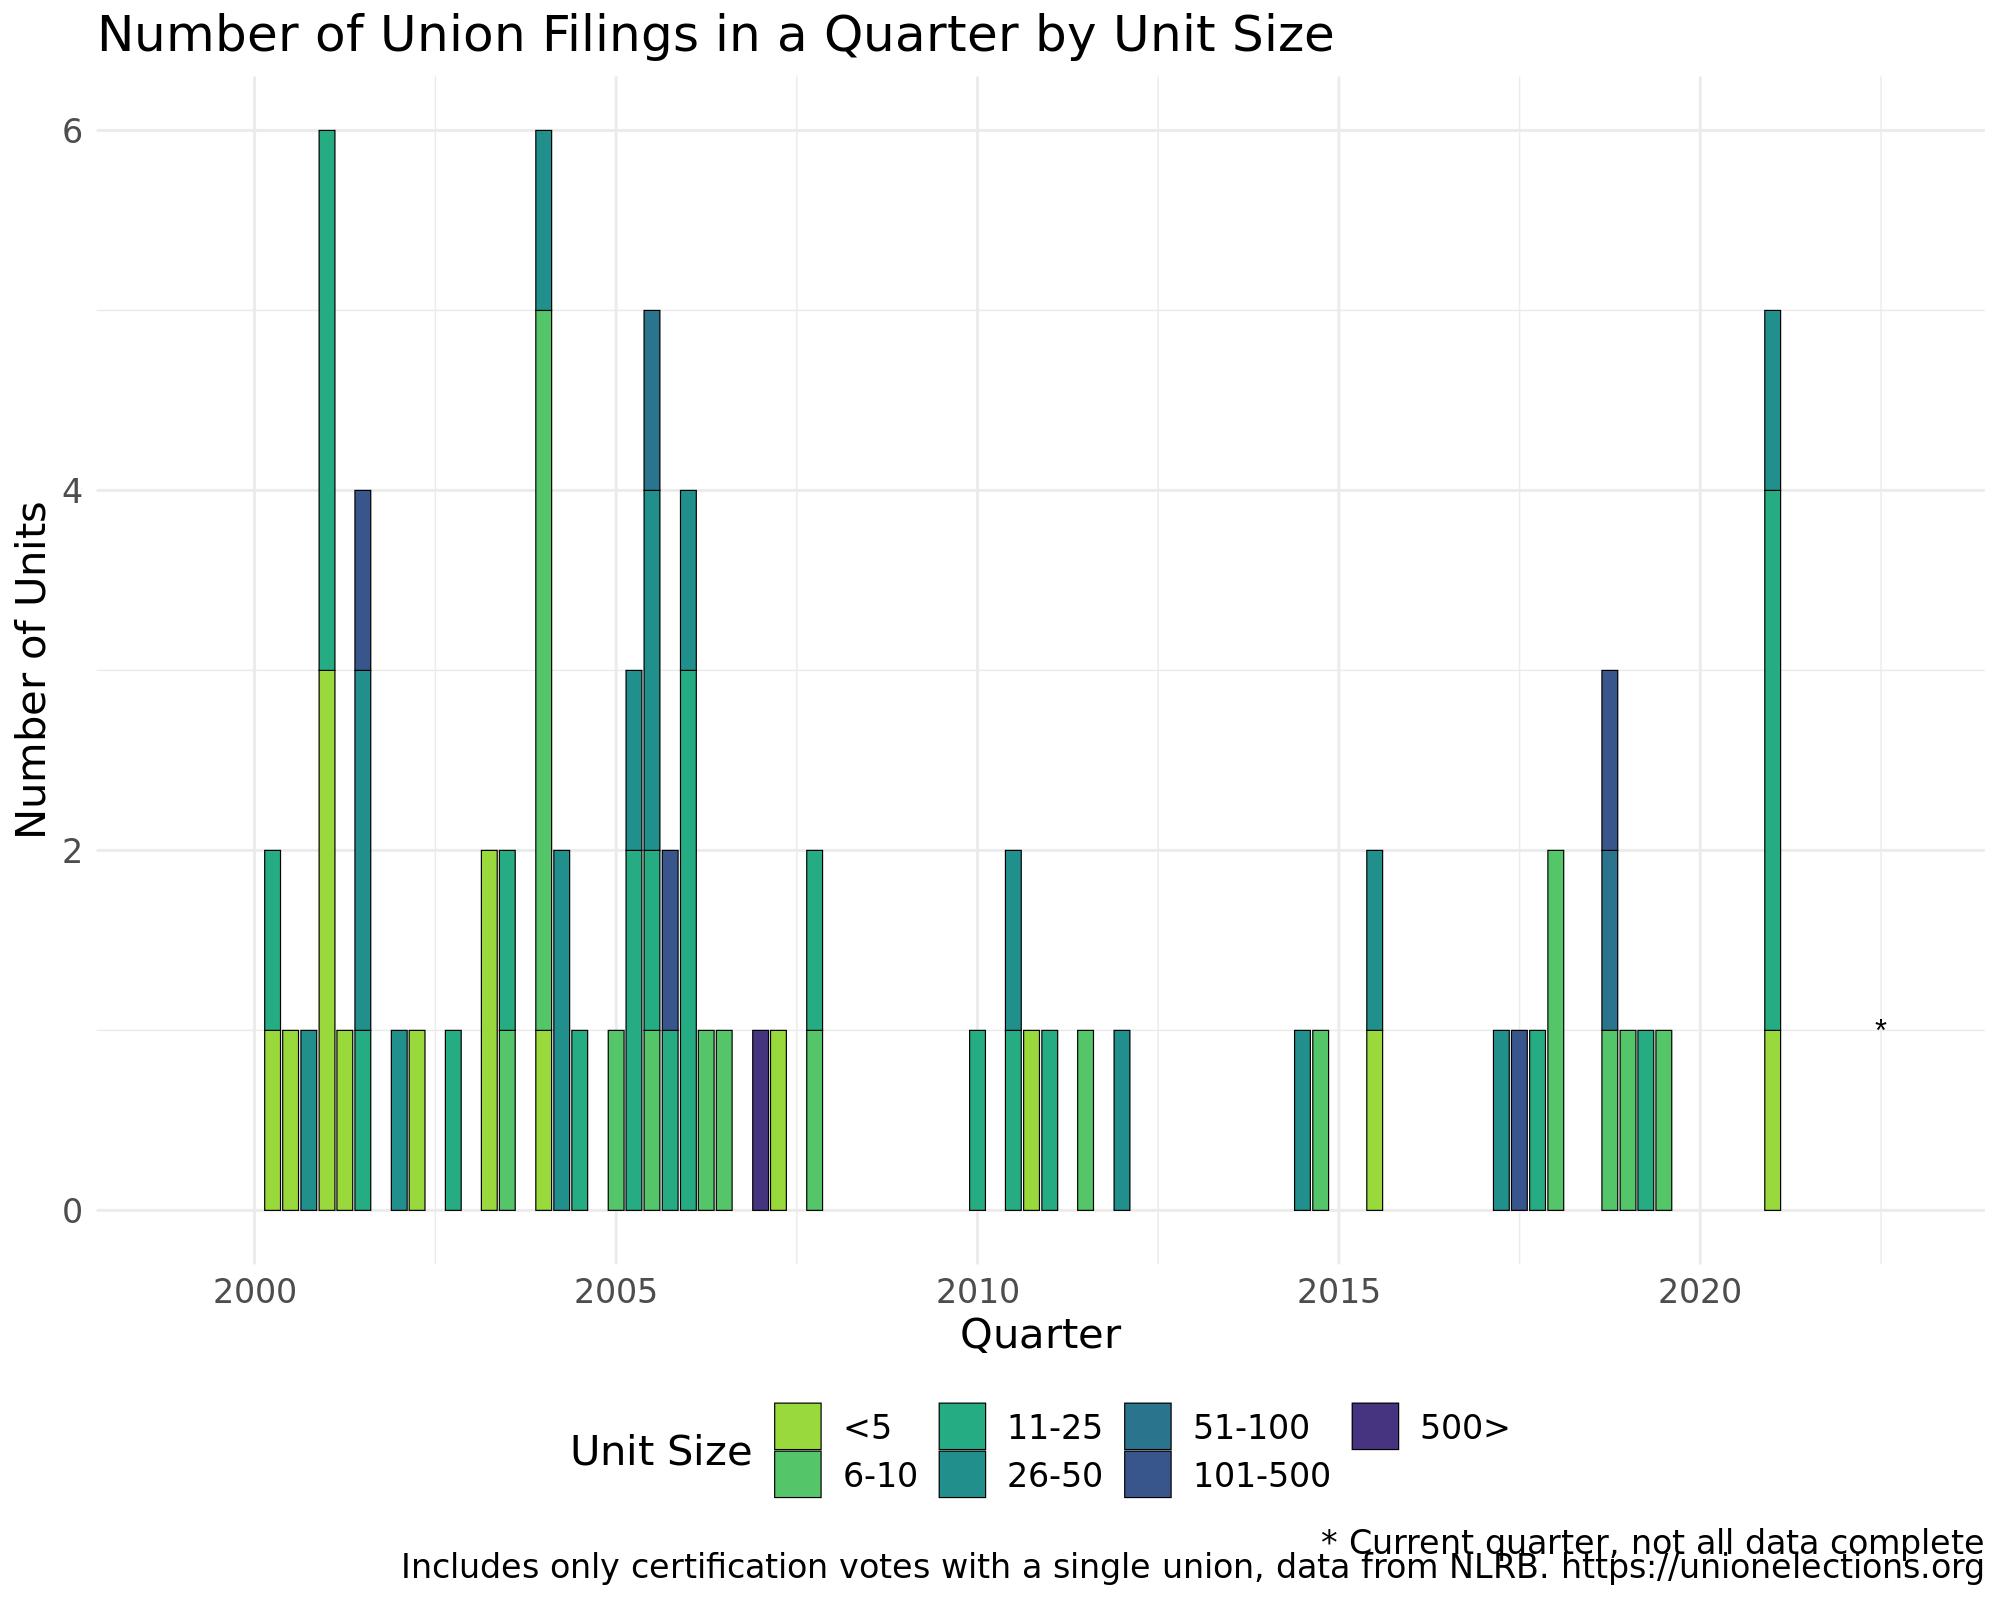 Number of Union Filings in a Quarter by Unit Size
Number of Units
6
4
2
0
*
2000 2005 2010 2015 2020
Quarter
Unit Size
<5 11-25 51-100 500>
6-10 26-50 101-500
* Current quarter, not all data complete
Includes only certification votes with a single union, data from NLRB. https://unionelections.org